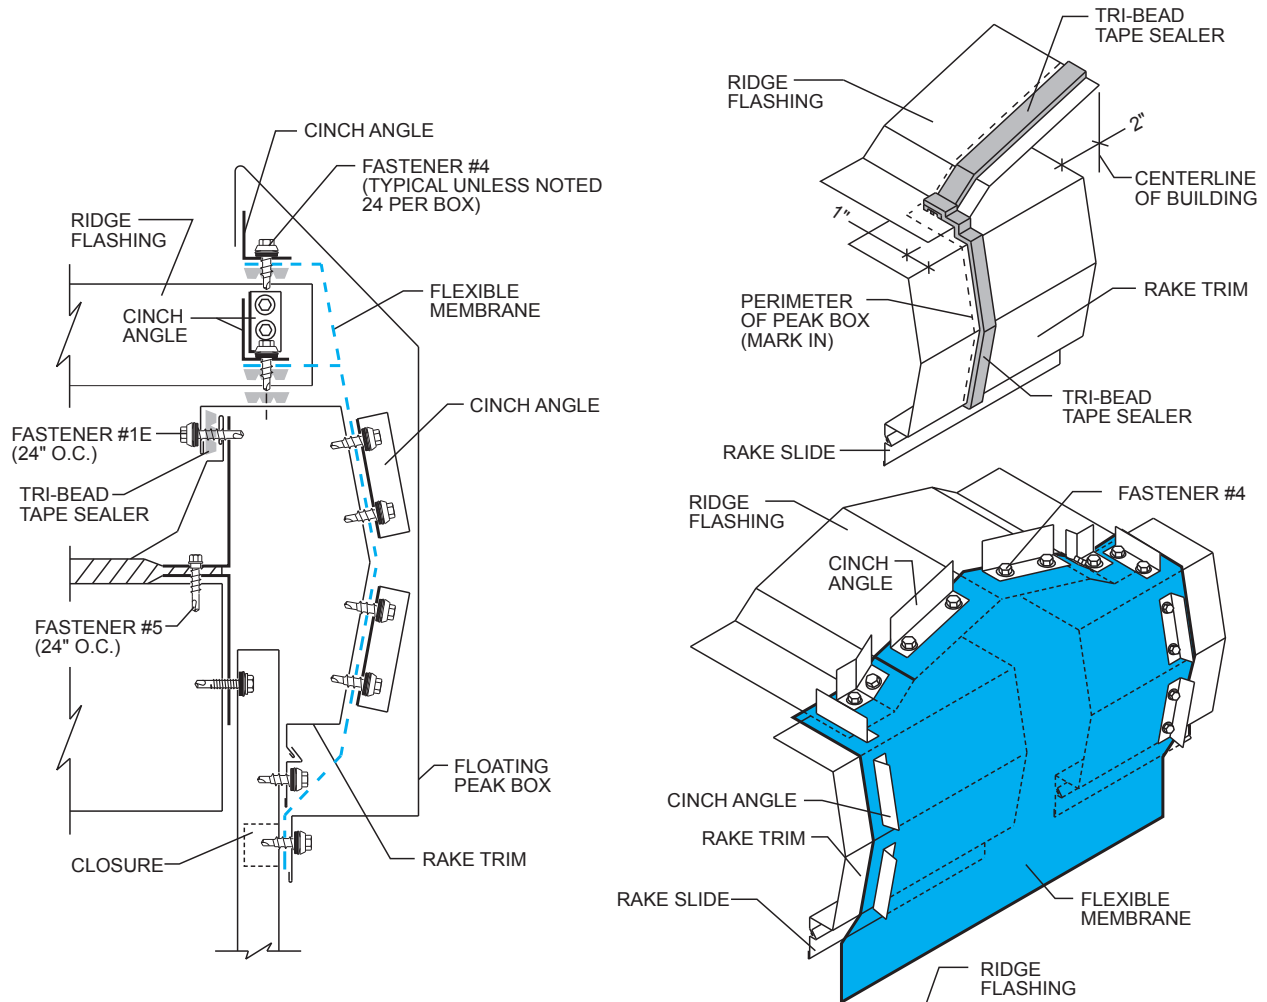 CINCH ANGLE
FASTENER #4
(TYPICAL UNLESS NOTED
24 PER BOX)
RIDGE
FLASHING
CINCH
ANGLE
FLEXIBLE
MEMBRANE
CINCH ANGLE
FASTENER #1E
(24" O.C.)
TRI-BEAD
TAPE SEALER
FASTENER #5
(24" O.C.)
FLOATING
PEAK BOX
CLOSURE
RAKE TRIM
TRI-BEAD
TAPE SEALER
RIDGE
FLASHING
2"
CENTERLINE
OF BUILDING
1"
PERIMETER
OF PEAK BOX
(MARK IN)
RAKE TRIM
TRI-BEAD
TAPE SEALER
RAKE SLIDE
RIDGE
FLASHING
FASTENER #4
CINCH
ANGLE
CINCH ANGLE
RAKE TRIM
RAKE SLIDE
FLEXIBLE
MEMBRANE
RIDGE
FLASHING